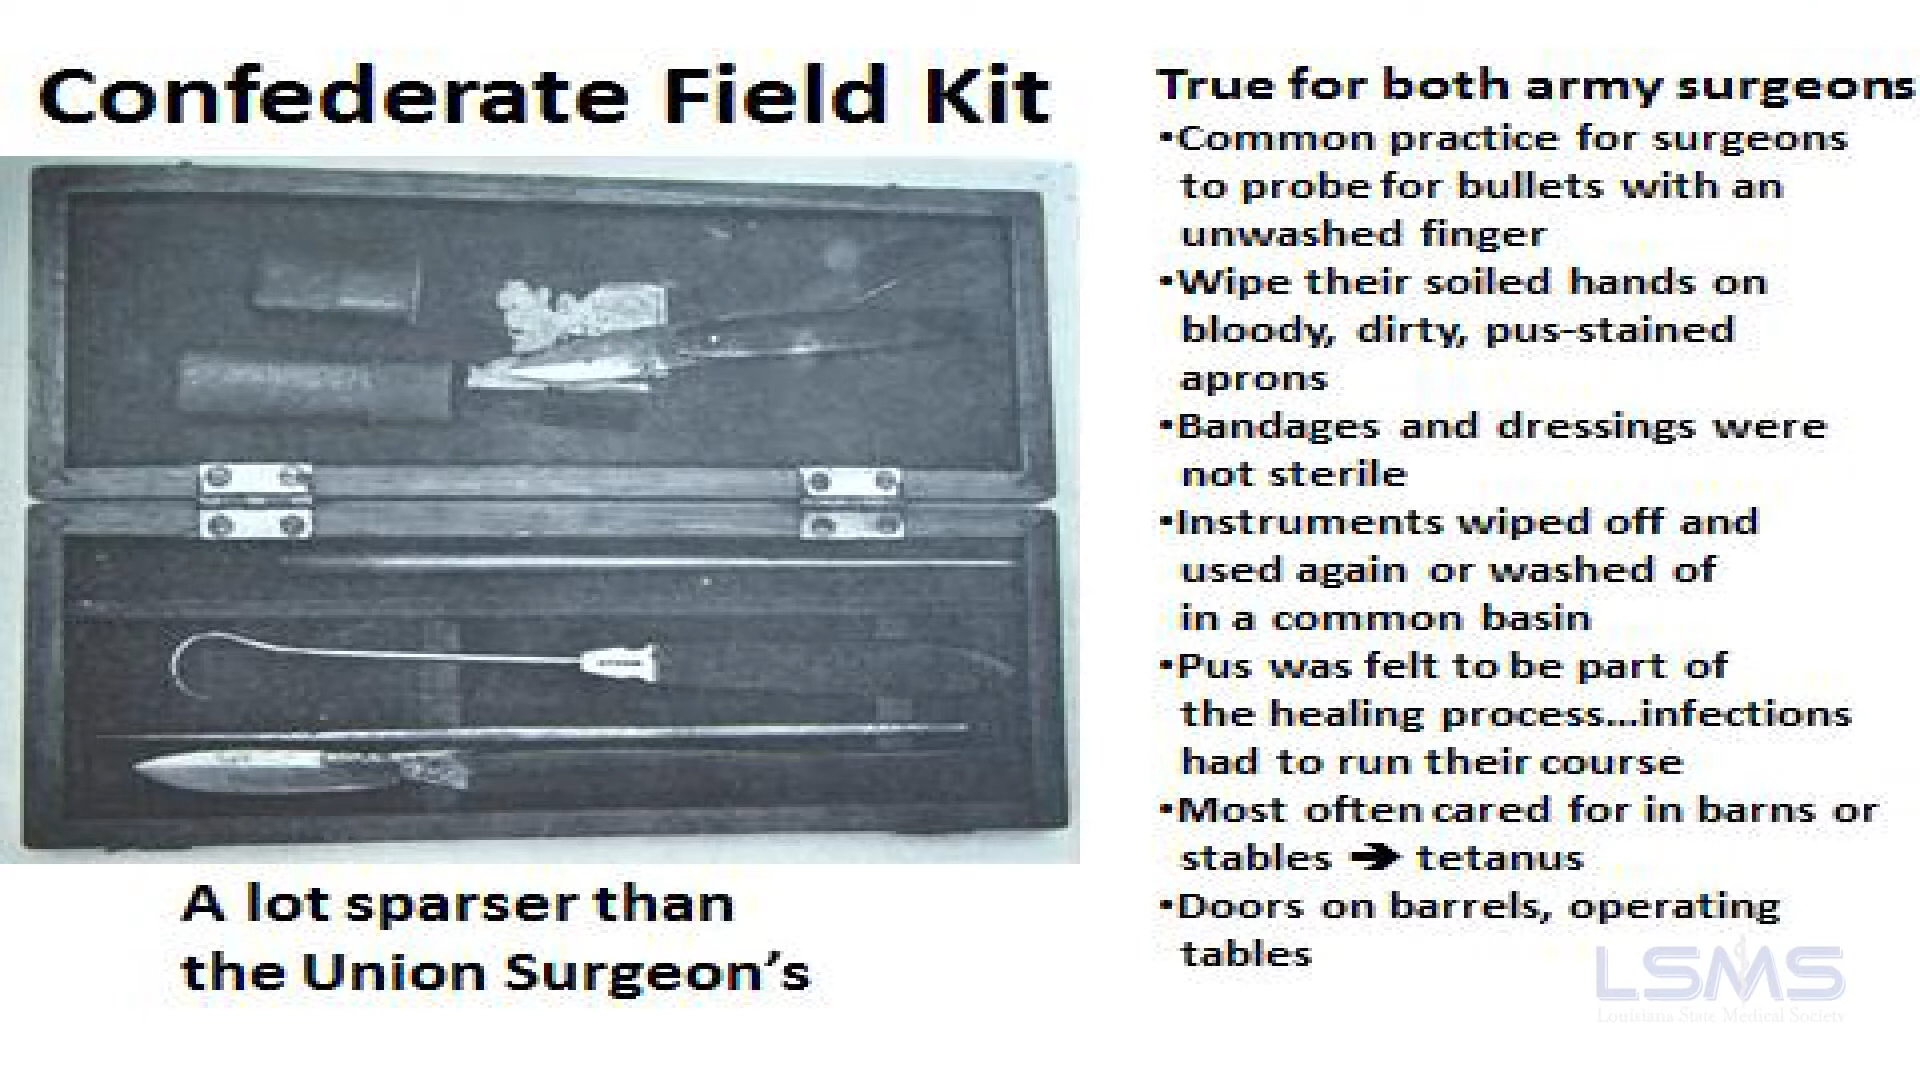 Confederate Field Kit
A lot sparser than
the Union Surgeon's
True for both army surgeons
•Common practice for surgeons
to probe for bullets with an
unwashed finger
•Wipe their soiled hands on
bloody, dirty, pus-stained
aprons
•Bandages and dressings were
not sterile
•Instruments wiped off and
used again or washed of
in a common basin
•Pus was felt to be part of
the healing process...infections
had to run their course
•Most often cared for in barns or
stables ➔ tetanus
•Doors on barrels, operating
tables
LSMS
Louisiana State Medical Society